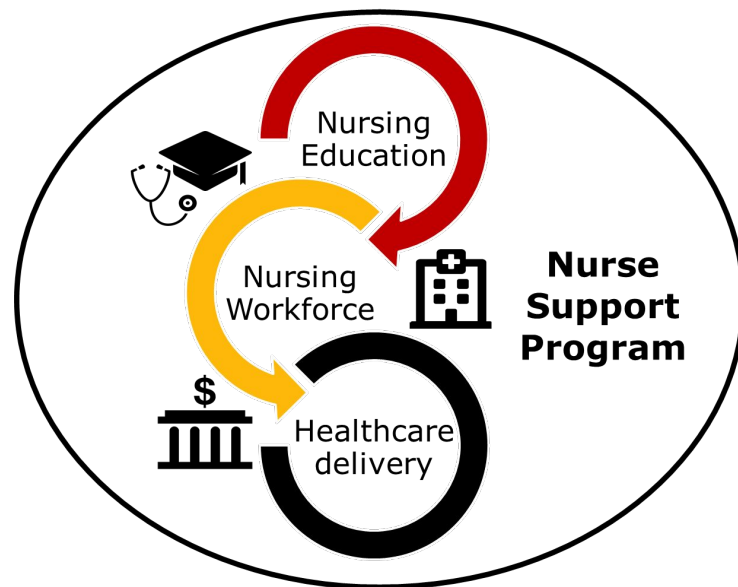 Nursing
Education
Nursing
Workforce
Nurse
Support
Program
$
Healthcare
delivery